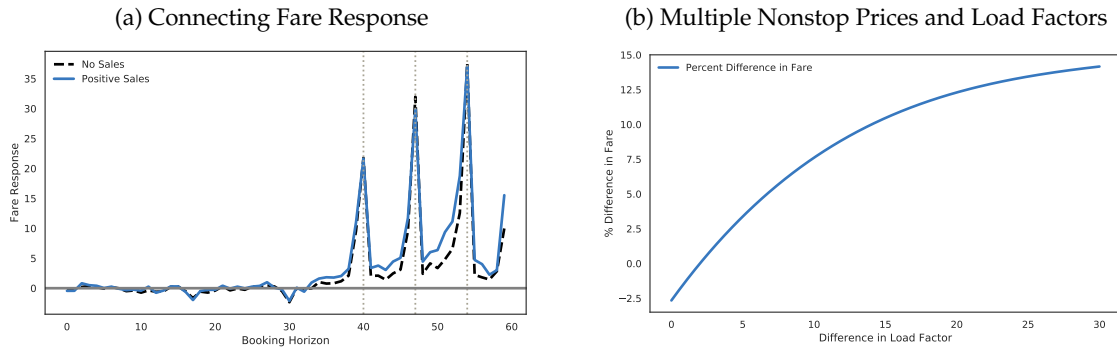 (a) Connecting Fare Response
No Sales
Positive Sales
35
30
25
20
15
10
5
0
Fare Response
0 10 20 30 40 50 60
Booking Horizon
(b) Multiple Nonstop Prices and Load Factors
15.0
Percent Difference in Fare
12.5
10.0
7.5
5.0
2.5
0.0
−2.5
% Difference in Fare
0 5 10 15 20 25 30
Difference in Load Factor